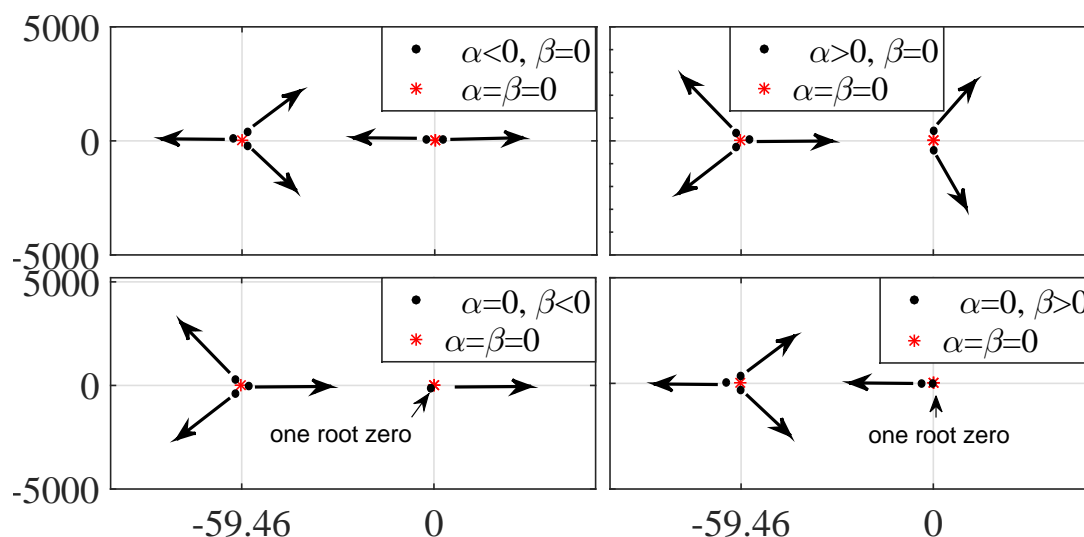 5000
0
-5000
α<0, β=0
α=β=0
α>0, β=0
α=β=0
5000
0
-5000
α=0, β<0
α=β=0
one root zero
α=0, β>0
α=β=0
one root zero
-59.46
0
-59.46
0